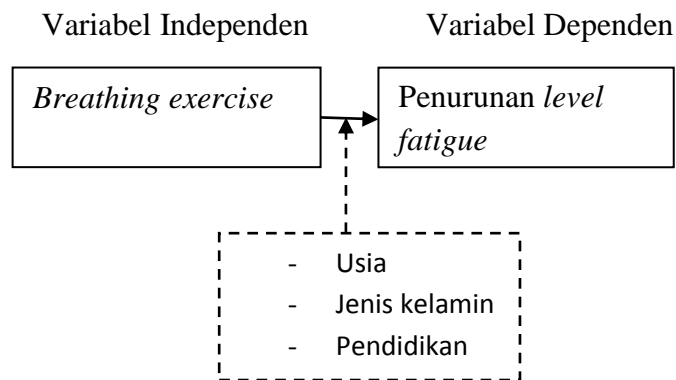 Variabel Independen
Variabel Dependen
Breathing exercise
Penurunan level
fatigue
- Usia
- Jenis kelamin
- Pendidikan